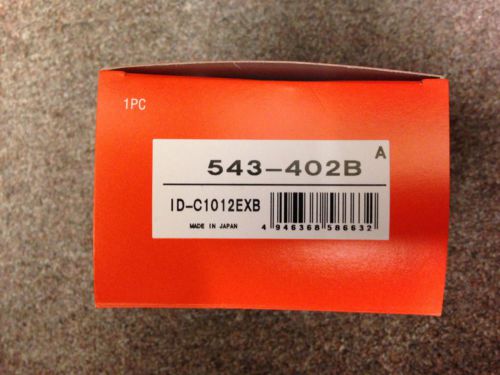 1PC
A
543-402B
ID-C1012EXB
MADE IN JAPAN
4 946368 586632